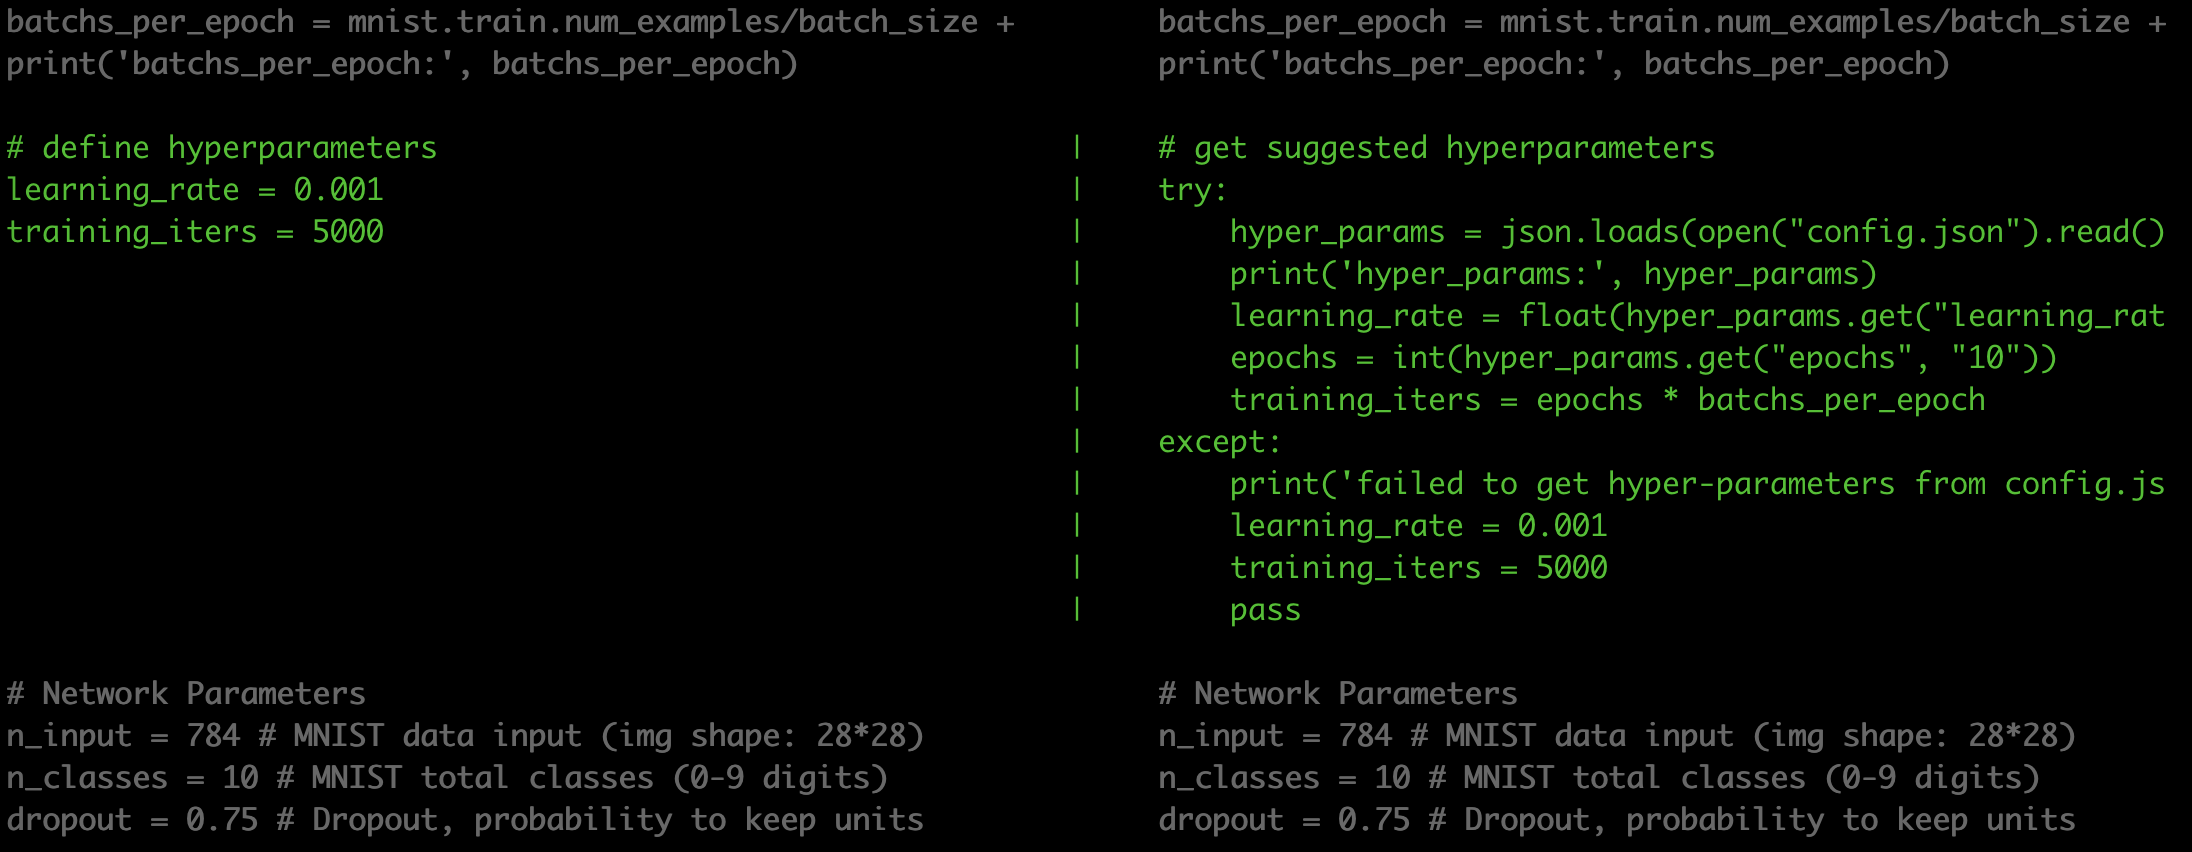 batchs_per_epoch = mnist.train.num_examples/batch_size +
print('batchs_per_epoch:', batchs_per_epoch)
# define hyperparameters
learning_rate = 0.001
training_iters = 5000
# Network Parameters
n_input = 784 # MNIST data input (img shape: 28*28)
n_classes = 10 # MNIST total classes (0-9 digits)
dropout = 0.75 # Dropout, probability to keep units
|
|
|
|
|
|
|
|
|
|
|
|
batchs_per_epoch = mnist.train.num_examples/batch_size +
print('batchs_per_epoch:', batchs_per_epoch)
# get suggested hyperparameters
try:
    hyper_params = json.loads(open("config.json").read()
    print('hyper_params:', hyper_params)
    learning_rate = float(hyper_params.get("learning_rat
    epochs = int(hyper_params.get("epochs", "10"))
    training_iters = epochs * batchs_per_epoch
except:
    print('failed to get hyper-parameters from config.js
    learning_rate = 0.001
    training_iters = 5000
    pass
# Network Parameters
n_input = 784 # MNIST data input (img shape: 28*28)
n_classes = 10 # MNIST total classes (0-9 digits)
dropout = 0.75 # Dropout, probability to keep units